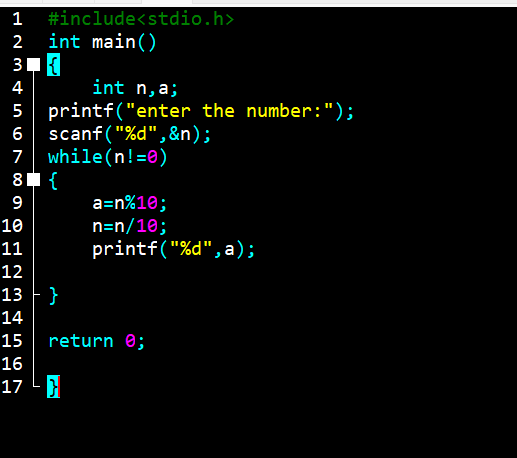 1 #include<stdio.h>
2 int main()
3 {
4 int n,a;
5 printf("enter the number:");
6 scanf("%d",&n);
7 while(n!=0)
8 {
9 a=n%10;
10 n=n/10;
11 printf("%d",a);
12
13 }
14
15 return 0;
16
17 }